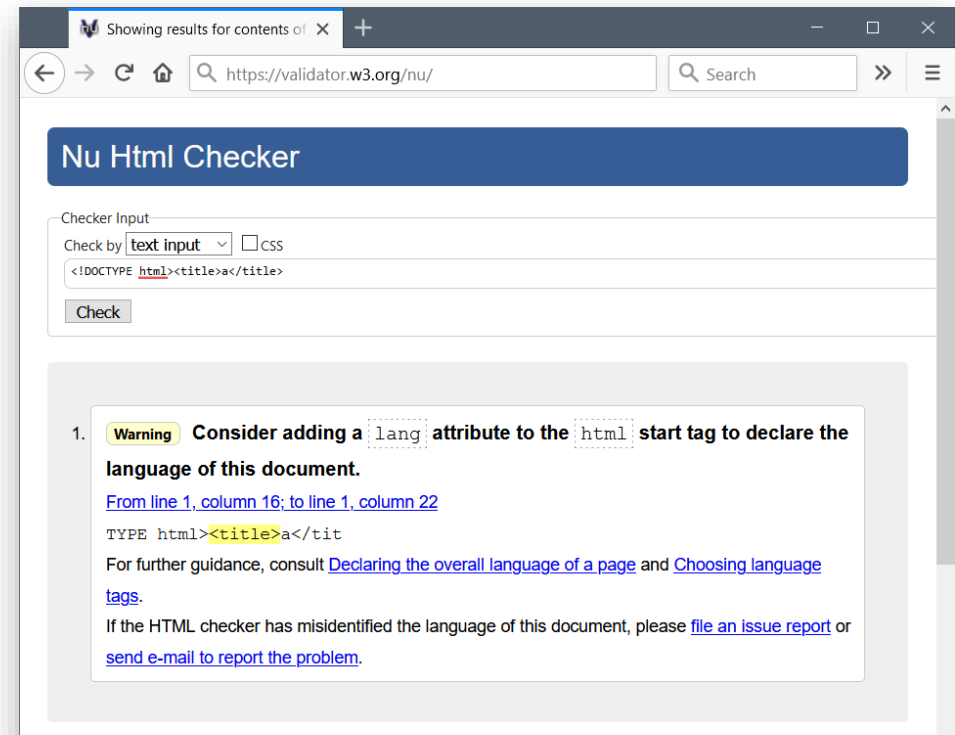 Showing results for contents of
https://validator.w3.org/nu/
Search
Nu Html Checker
Checker Input
Check by text input CSS
<!DOCTYPE html><title>a</title>
Check
1. Warning Consider adding a lang attribute to the html start tag to declare the
language of this document.
From line 1, column 16; to line 1, column 22
TYPE html><title>a</tit
For further guidance, consult Declaring the overall language of a page and Choosing language
tags.
If the HTML checker has misidentified the language of this document, please file an issue report or
send e-mail to report the problem.